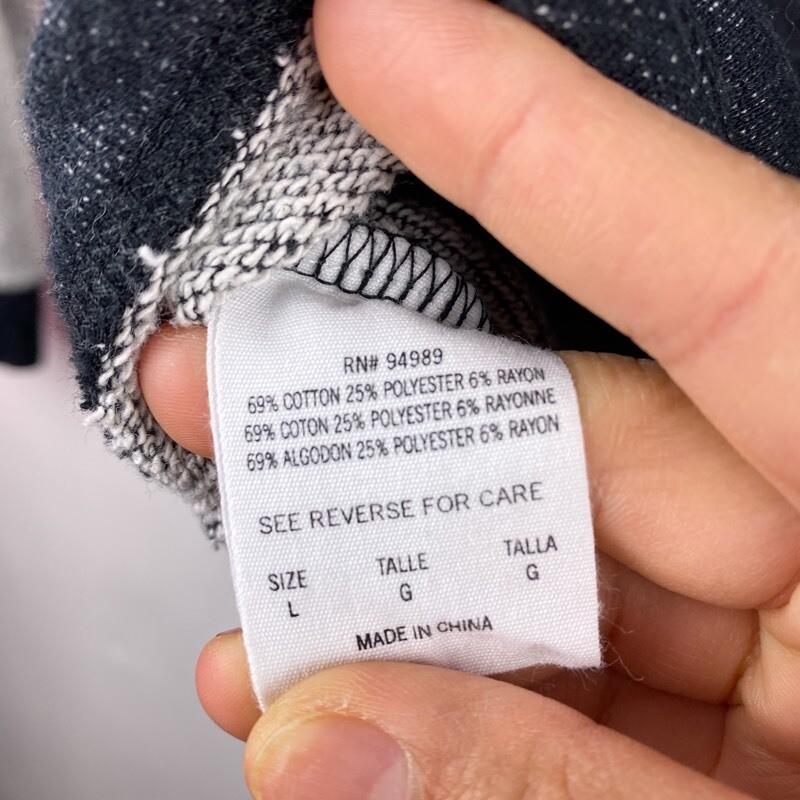 RN# 94989
69% COTTON 25% POLYESTER 6% RAYON
69% COTON 25% POLYESTER 6% RAYONNE
69% ALGODON 25% POLYESTER 6% RAYON
SEE REVERSE FOR CARE
SIZE TALLE TALLA
L G G
MADE IN CHINA